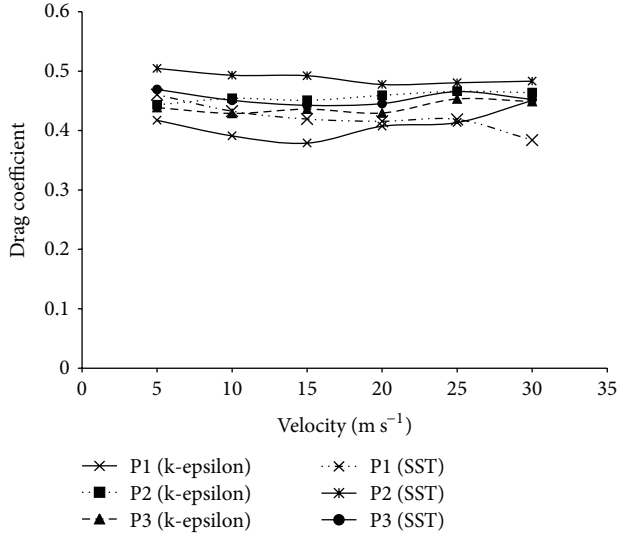 0.6
0.5
0.4
0.3
0.2
0.1
0
0 5 10 15 20 25 30 35
Drag coefficient
Velocity (m s⁻¹)
P1 (k-epsilon) P1 (SST)
P2 (k-epsilon) P2 (SST)
P3 (k-epsilon) P3 (SST)